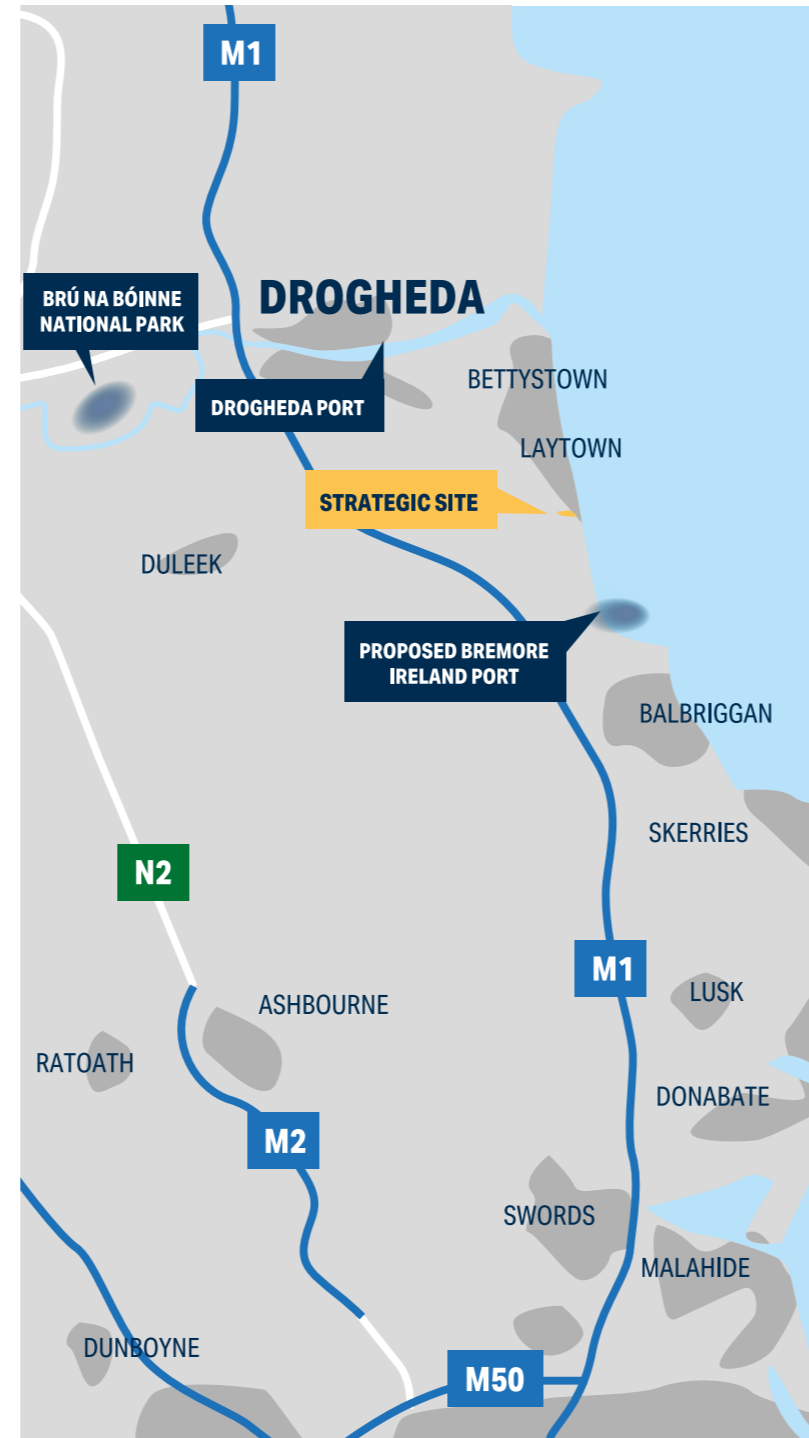 M1
BRÚ NA BÓINNE
NATIONAL PARK
DROGHEDA
BETTYSTOWN
DROGHEDA PORT
LAYTOWN
STRATEGIC SITE
DULEEK
PROPOSED BREMORE
IRELAND PORT
BALBRIGGAN
SKERRIES
N2
M1
LUSK
ASHBOURNE
RATOATH
DONABATE
M2
SWORDS
MALAHIDE
DUNBOYNE
M50